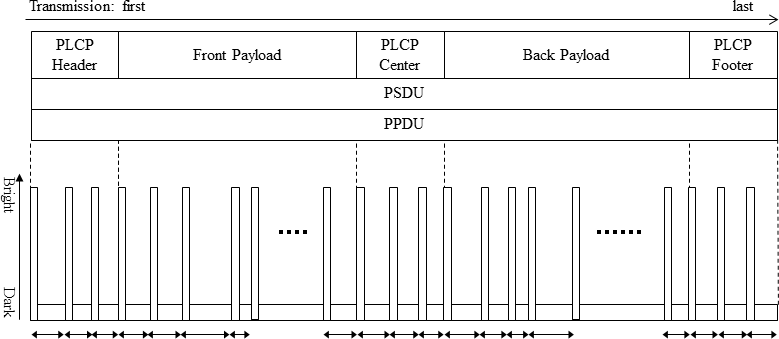 Transmission: first
last
PLCP
Header
Front Payload
PLCP
Center
Back Payload
PLCP
Footer
PSDU
PPDU
Bright
Dark